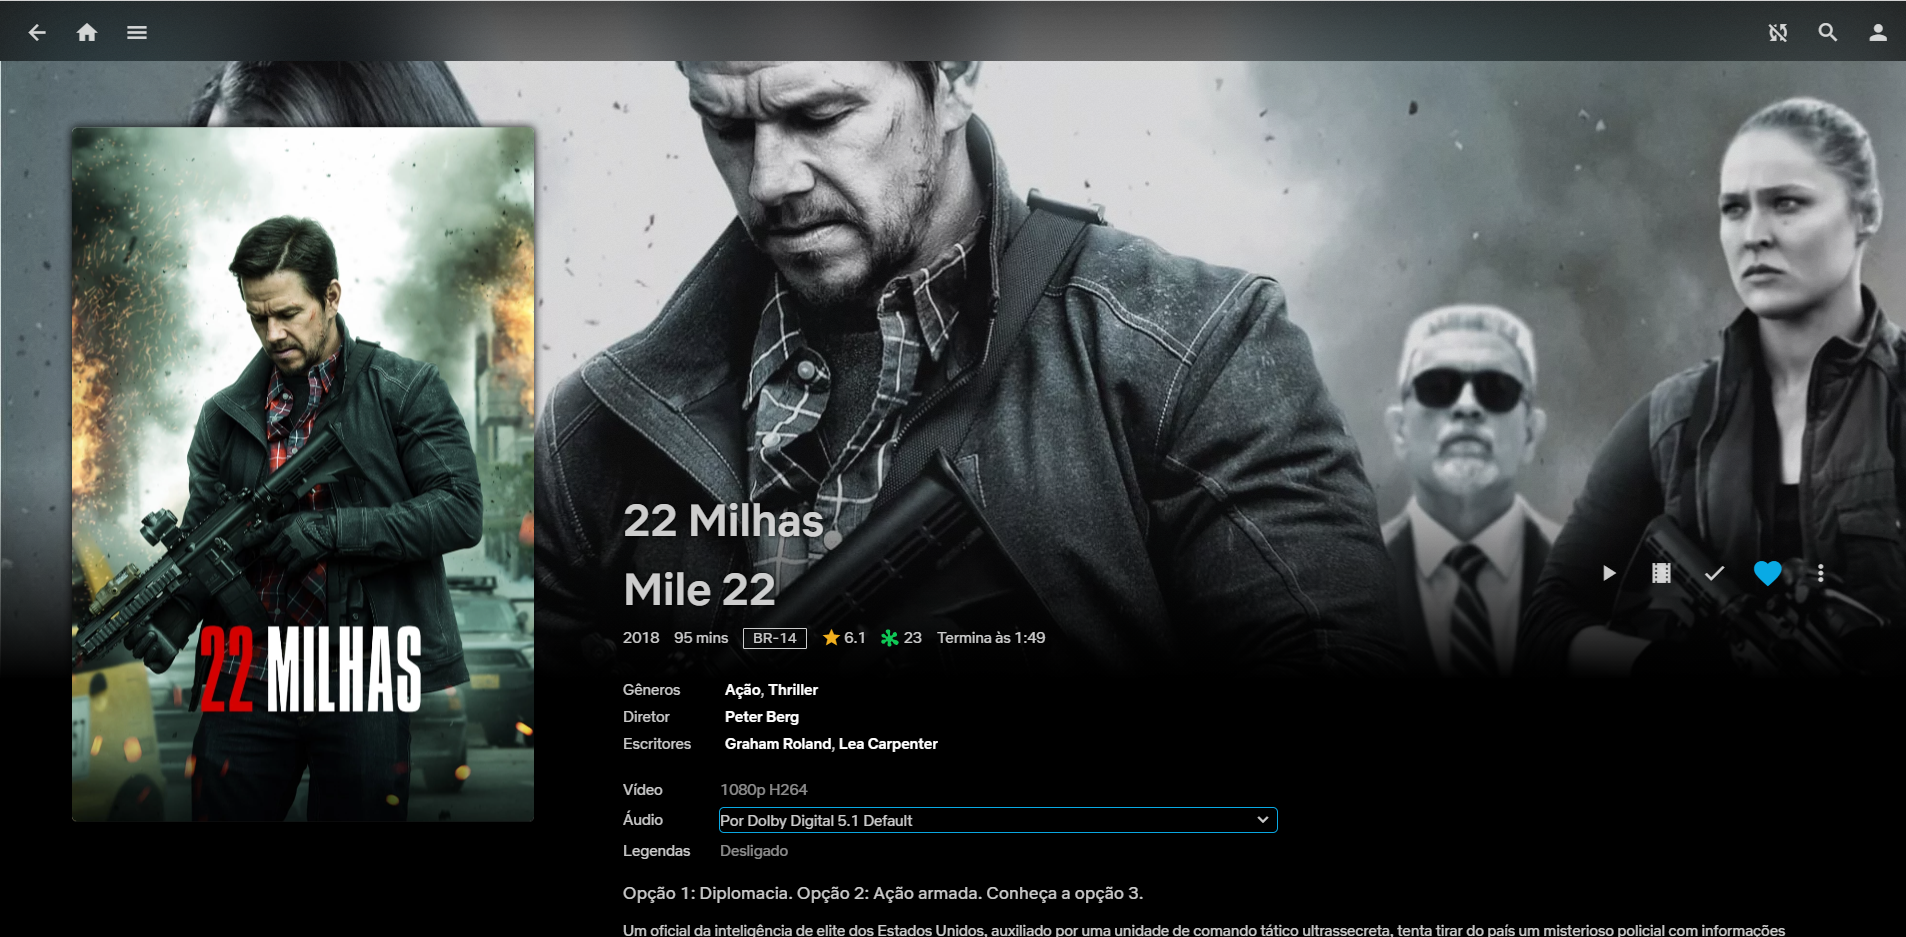 22 MILHAS
22 Milhas
Mile 22
2018 95 mins BR-14 6.1 23 Termina às 1:49
Gêneros Ação, Thriller
Diretor Peter Berg
Escritores Graham Roland, Lea Carpenter
Vídeo 1080p H264
Áudio Por Dolby Digital 5.1 Default
Legendas Desligado
Opção 1: Diplomacia. Opção 2: Ação armada. Conheça a opção 3.
Um oficial da inteligência de elite dos Estados Unidos, auxiliado por uma unidade de comando tático ultrassecreta, tenta tirar do país um misterioso policial com informações